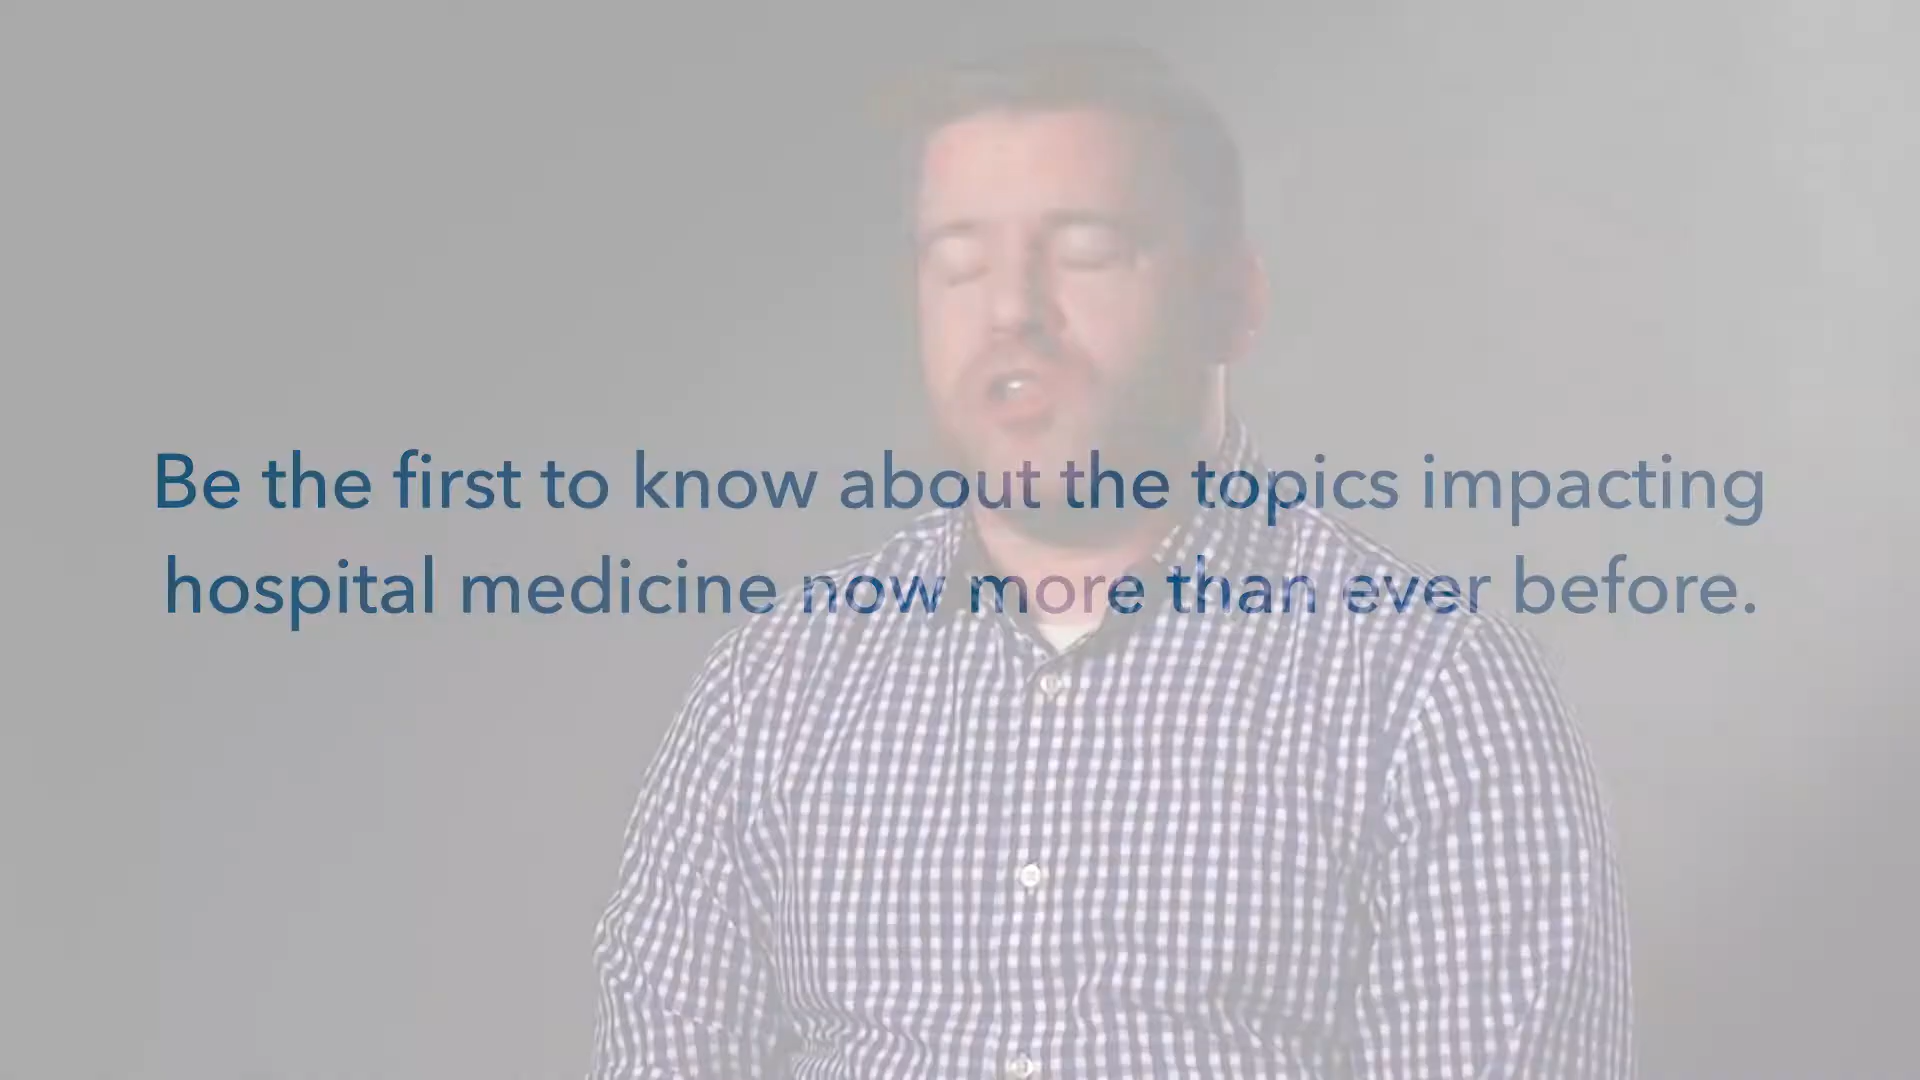 Be the first to know about the topics impacting
hospital medicine now more than ever before.